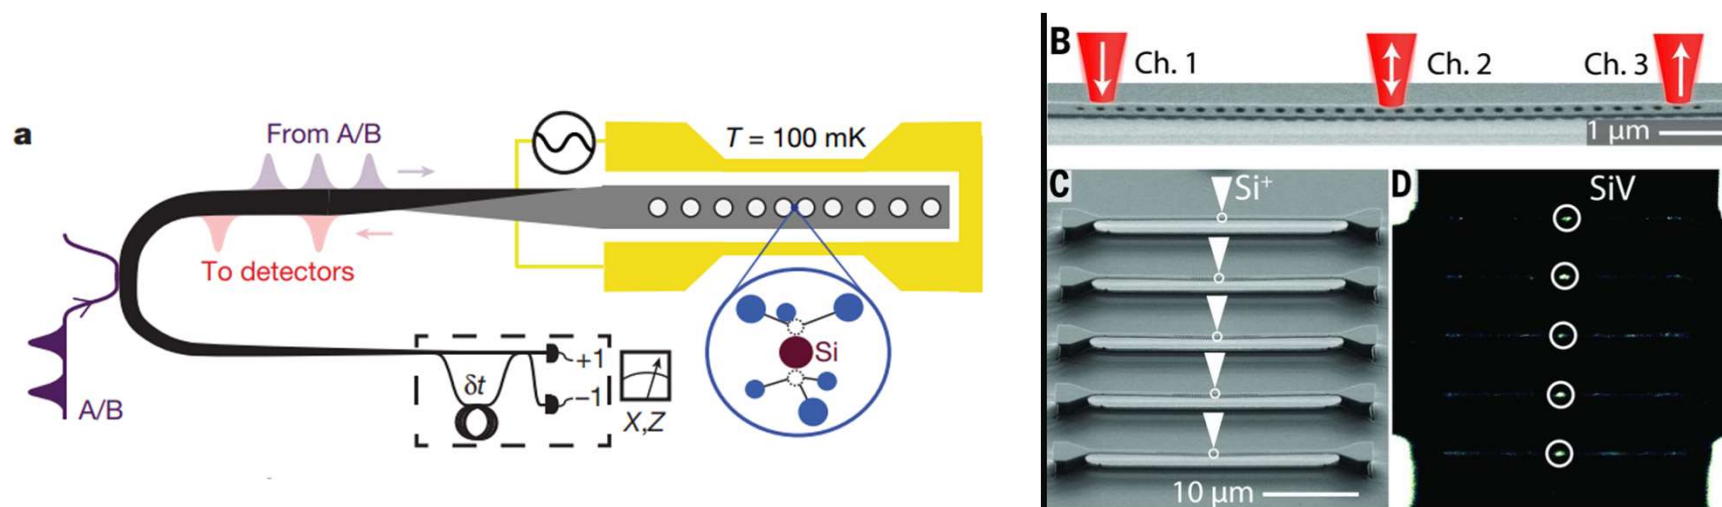 a
From A/B
T = 100 mK
To detectors
Si
δt
+1
−1
X,Z
A/B
B
Ch. 1
Ch. 2
Ch. 3
1 µm
C
Si⁺
10 µm
D
SiV